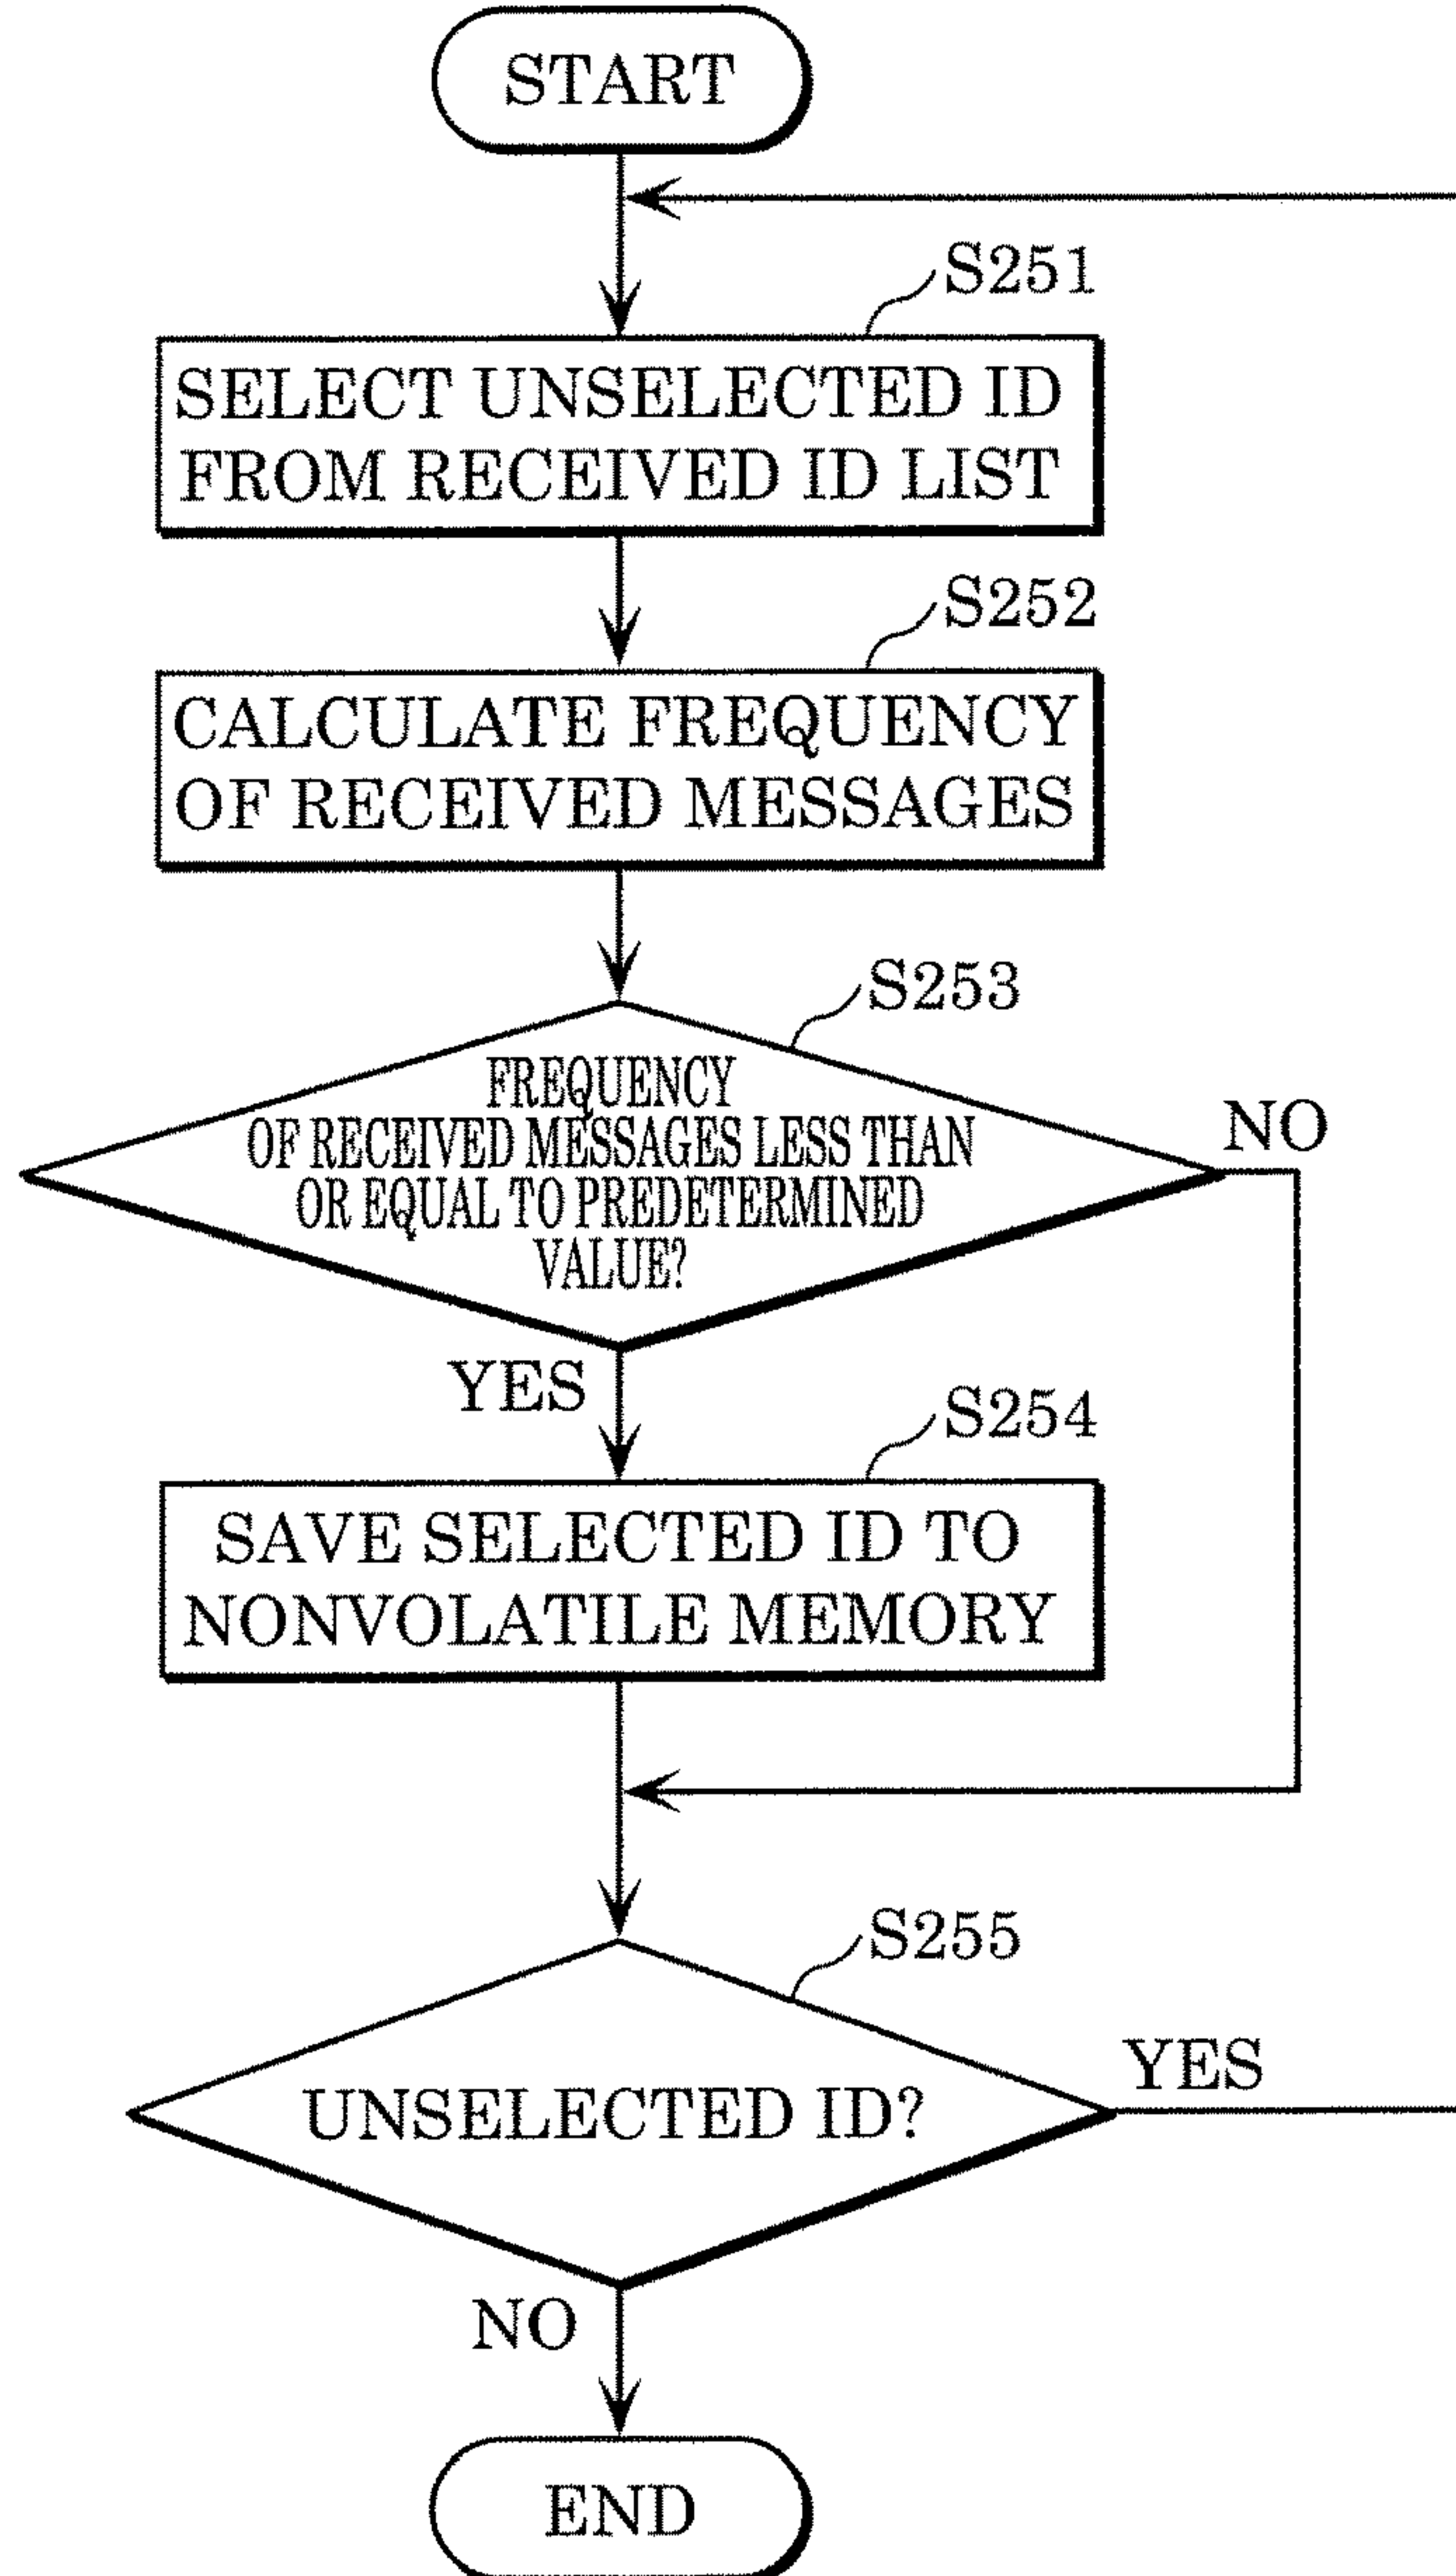 START
S251
SELECT UNSELECTED ID
FROM RECEIVED ID LIST
S252
CALCULATE FREQUENCY
OF RECEIVED MESSAGES
S253
FREQUENCY
OF RECEIVED MESSAGES LESS THAN
OR EQUAL TO PREDETERMINED
VALUE?
NO
YES
S254
SAVE SELECTED ID TO
NONVOLATILE MEMORY
S255
UNSELECTED ID?
YES
NO
END